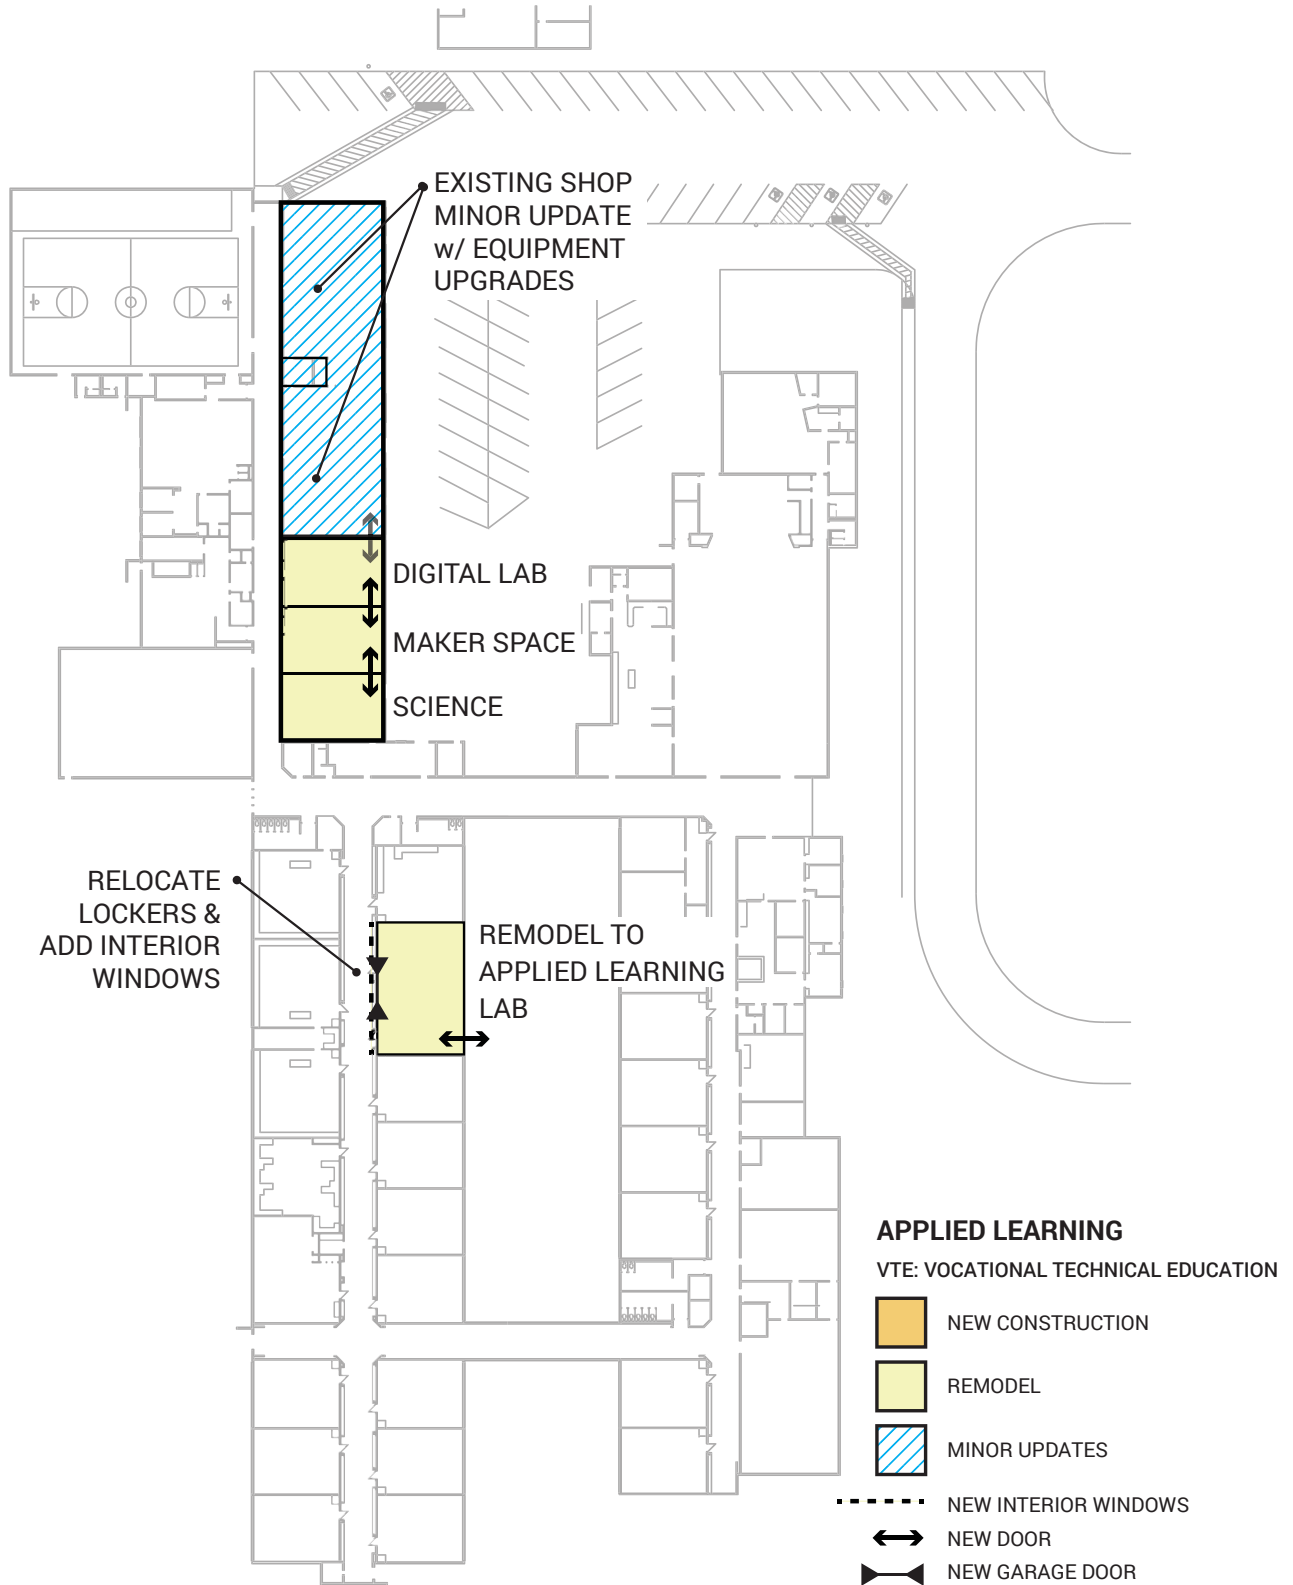 EXISTING SHOP
MINOR UPDATE
w/ EQUIPMENT
UPGRADES
DIGITAL LAB
MAKER SPACE
SCIENCE
RELOCATE
LOCKERS &
ADD INTERIOR
WINDOWS
REMODEL TO
APPLIED LEARNING
LAB
APPLIED LEARNING
VTE: VOCATIONAL TECHNICAL EDUCATION
NEW CONSTRUCTION
REMODEL
MINOR UPDATES
NEW INTERIOR WINDOWS
NEW DOOR
NEW GARAGE DOOR